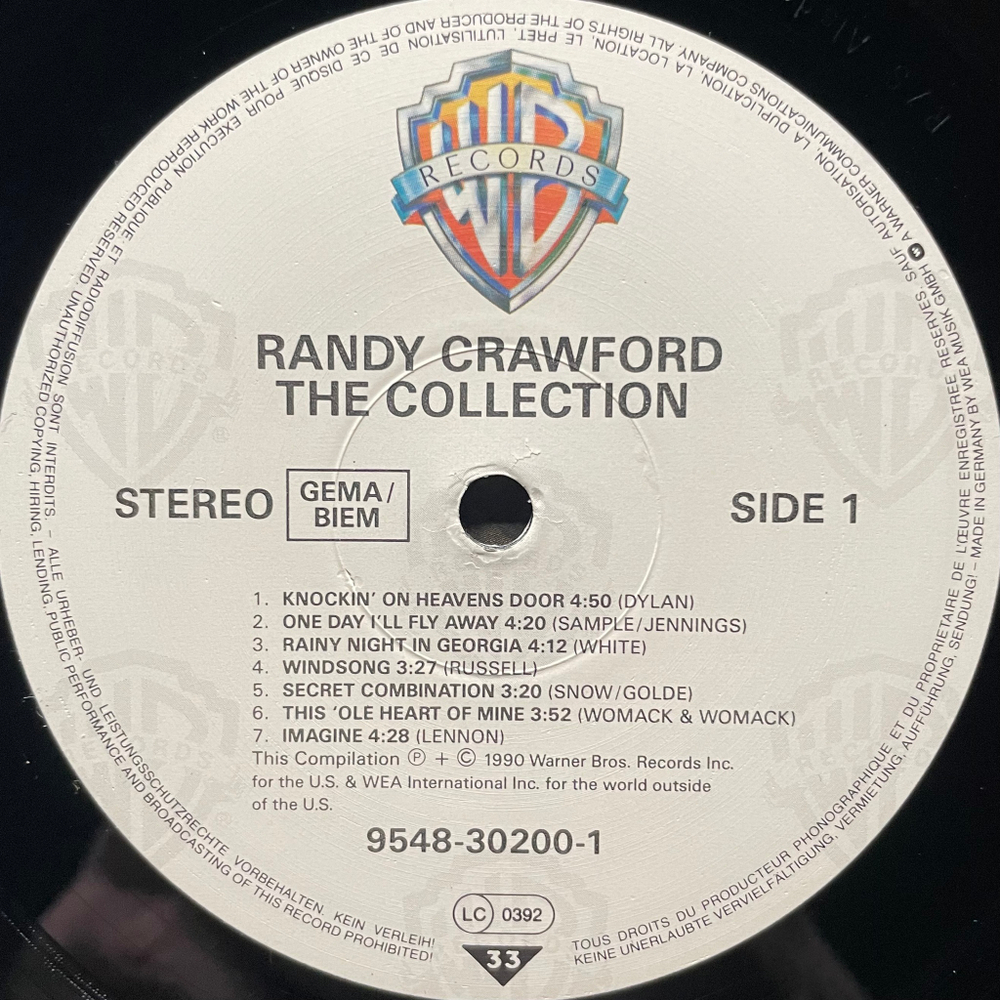 WB
RECORDS
RANDY CRAWFORD
THE COLLECTION
STEREO
GEMA/
BIEM
SIDE 1
1. KNOCKIN' ON HEAVENS DOOR 4:50 (DYLAN)
2. ONE DAY I'LL FLY AWAY 4:20 (SAMPLE/JENNINGS)
3. RAINY NIGHT IN GEORGIA 4:12 (WHITE)
4. WINDSONG 3:27 (RUSSELL)
5. SECRET COMBINATION 3:20 (SNOW/GOLDE)
6. THIS 'OLE HEART OF MINE 3:52 (WOMACK & WOMACK)
7. IMAGINE 4:28 (LENNON)
This Compilation Ⓟ + © 1990 Warner Bros. Records Inc.
for the U.S. & WEA International Inc. for the world outside
of the U.S.
9548-30200-1
LC 0392
33
TOUS DROITS DU PRODUCTEUR PHONOGRAPHIQUE ET DU PROPRIETAIRE DE L'ŒUVRE ENREGISTREE RESERVES. SAUF AUTORISATION, LA DUPLICATION, LA LOCATION, LE PRET, L'UTILISATION DE CE DISQUE POUR EXECUTION PUBLIQUE ET RADIODIFFUSION SONT INTERDITS. – ALLE URHEBER- UND LEISTUNGSSCHUTZRECHTE VORBEHALTEN. KEIN VERLEIH!
KEINE UNERLAUBTE VERVIELFÄLTIGUNG, VERMIETUNG, AUFFÜHRUNG, SENDUNG! – MADE IN GERMANY BY WEA MUSIK GMBH A WARNER COMMUNICATIONS COMPANY. ALL RIGHTS OF THE PRODUCER AND OF THE OWNER OF THE WORK REPRODUCED RESERVED. UNAUTHORIZED COPYING, HIRING, LENDING, PUBLIC PERFORMANCE AND BROADCASTING OF THIS RECORD PROHIBITED!